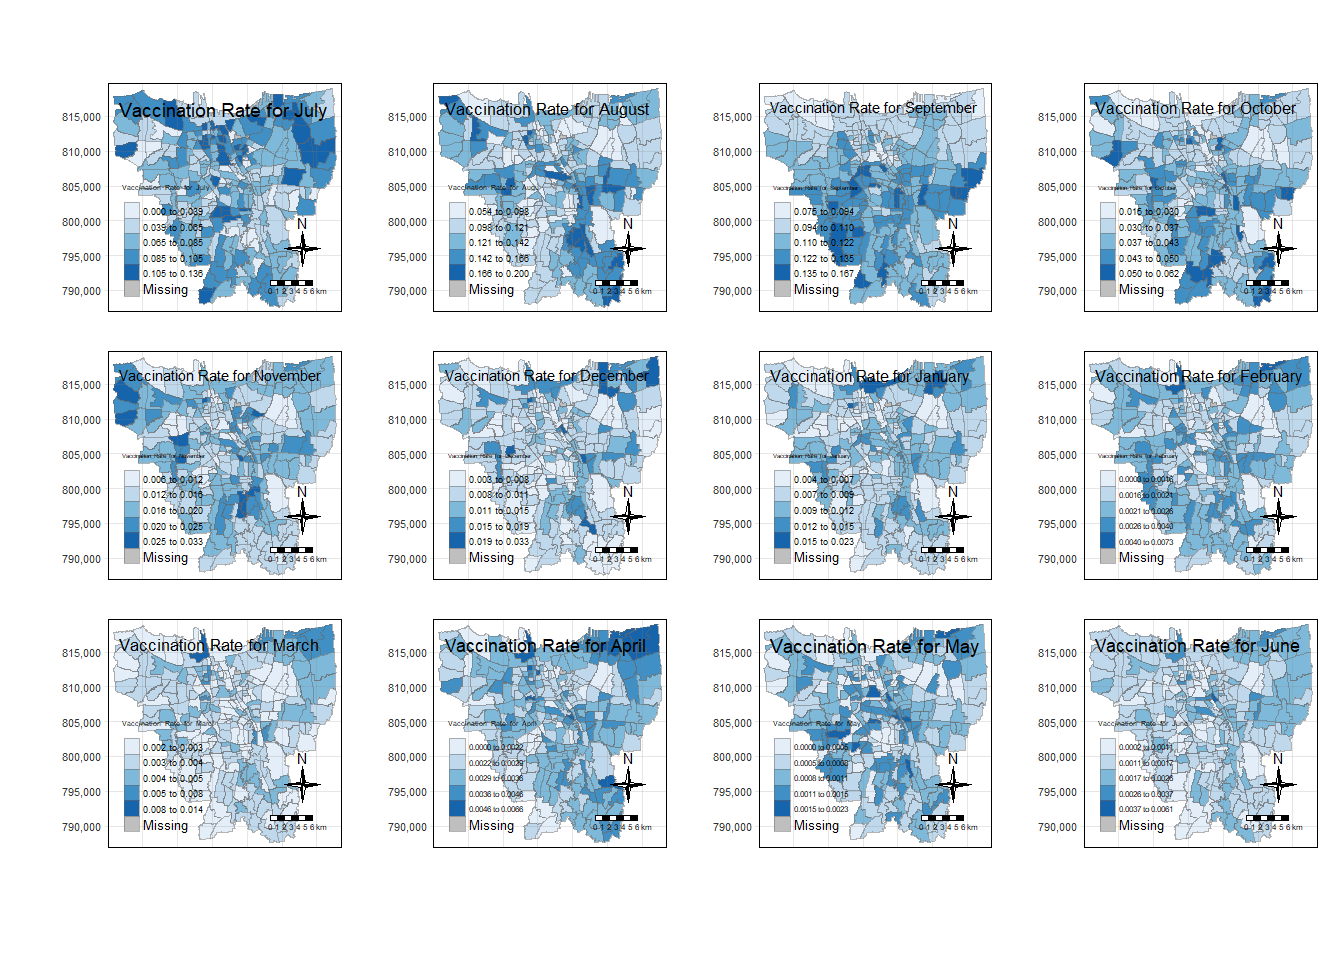 Vaccination Rate for July
815,000
810,000
805,000
800,000
795,000
790,000
Vaccination Rate for July
0.000 to 0.039
0.039 to 0.065
0.065 to 0.085
0.085 to 0.105
0.105 to 0.136
Missing
N
0 1 2 3 4 5 6 km
Vaccination Rate for August
815,000
810,000
805,000
800,000
795,000
790,000
Vaccination Rate for Aug
0.054 to 0.098
0.098 to 0.121
0.121 to 0.142
0.142 to 0.166
0.166 to 0.200
Missing
N
0 1 2 3 4 5 6 km
Vaccination Rate for September
815,000
810,000
805,000
800,000
795,000
790,000
Vaccination Rate for September
0.075 to 0.094
0.094 to 0.110
0.110 to 0.122
0.122 to 0.135
0.135 to 0.167
Missing
N
0 1 2 3 4 5 6 km
Vaccination Rate for October
815,000
810,000
805,000
800,000
795,000
790,000
Vaccination Rate for October
0.016 to 0.030
0.030 to 0.037
0.037 to 0.043
0.043 to 0.050
0.050 to 0.062
Missing
N
0 1 2 3 4 5 6 km
Vaccination Rate for November
815,000
810,000
805,000
800,000
795,000
790,000
Vaccination Rate for November
0.006 to 0.012
0.012 to 0.016
0.016 to 0.020
0.020 to 0.025
0.025 to 0.033
Missing
N
0 1 2 3 4 5 6 km
Vaccination Rate for December
815,000
810,000
805,000
800,000
795,000
790,000
Vaccination Rate for December
0.003 to 0.008
0.008 to 0.011
0.011 to 0.015
0.015 to 0.019
0.019 to 0.033
Missing
N
0 1 2 3 4 5 6 km
Vaccination Rate for January
815,000
810,000
805,000
800,000
795,000
790,000
Vaccination Rate for January
0.004 to 0.007
0.007 to 0.009
0.009 to 0.012
0.012 to 0.015
0.015 to 0.023
Missing
N
0 1 2 3 4 5 6 km
Vaccination Rate for February
815,000
810,000
805,000
800,000
795,000
790,000
Vaccination Rate for February
0.0008 to 0.0016
0.0016 to 0.0021
0.0021 to 0.0026
0.0026 to 0.0040
0.0040 to 0.0073
Missing
N
0 1 2 3 4 5 6 km
Vaccination Rate for March
815,000
810,000
805,000
800,000
795,000
790,000
Vaccination Rate for March
0.002 to 0.003
0.003 to 0.004
0.004 to 0.005
0.005 to 0.008
0.008 to 0.014
Missing
N
0 1 2 3 4 5 6 km
Vaccination Rate for April
815,000
810,000
805,000
800,000
795,000
790,000
Vaccination Rate for April
0.0000 to 0.0022
0.0022 to 0.0029
0.0029 to 0.0036
0.0036 to 0.0046
0.0046 to 0.0066
Missing
N
0 1 2 3 4 5 6 km
Vaccination Rate for May
815,000
810,000
805,000
800,000
795,000
790,000
Vaccination Rate for May
0.0000 to 0.0005
0.0005 to 0.0008
0.0008 to 0.0011
0.0011 to 0.0015
0.0015 to 0.0023
Missing
N
0 1 2 3 4 5 6 km
Vaccination Rate for June
815,000
810,000
805,000
800,000
795,000
790,000
Vaccination Rate for June
0.0002 to 0.0011
0.0011 to 0.0017
0.0017 to 0.0026
0.0026 to 0.0037
0.0037 to 0.0061
Missing
N
0 1 2 3 4 5 6 km